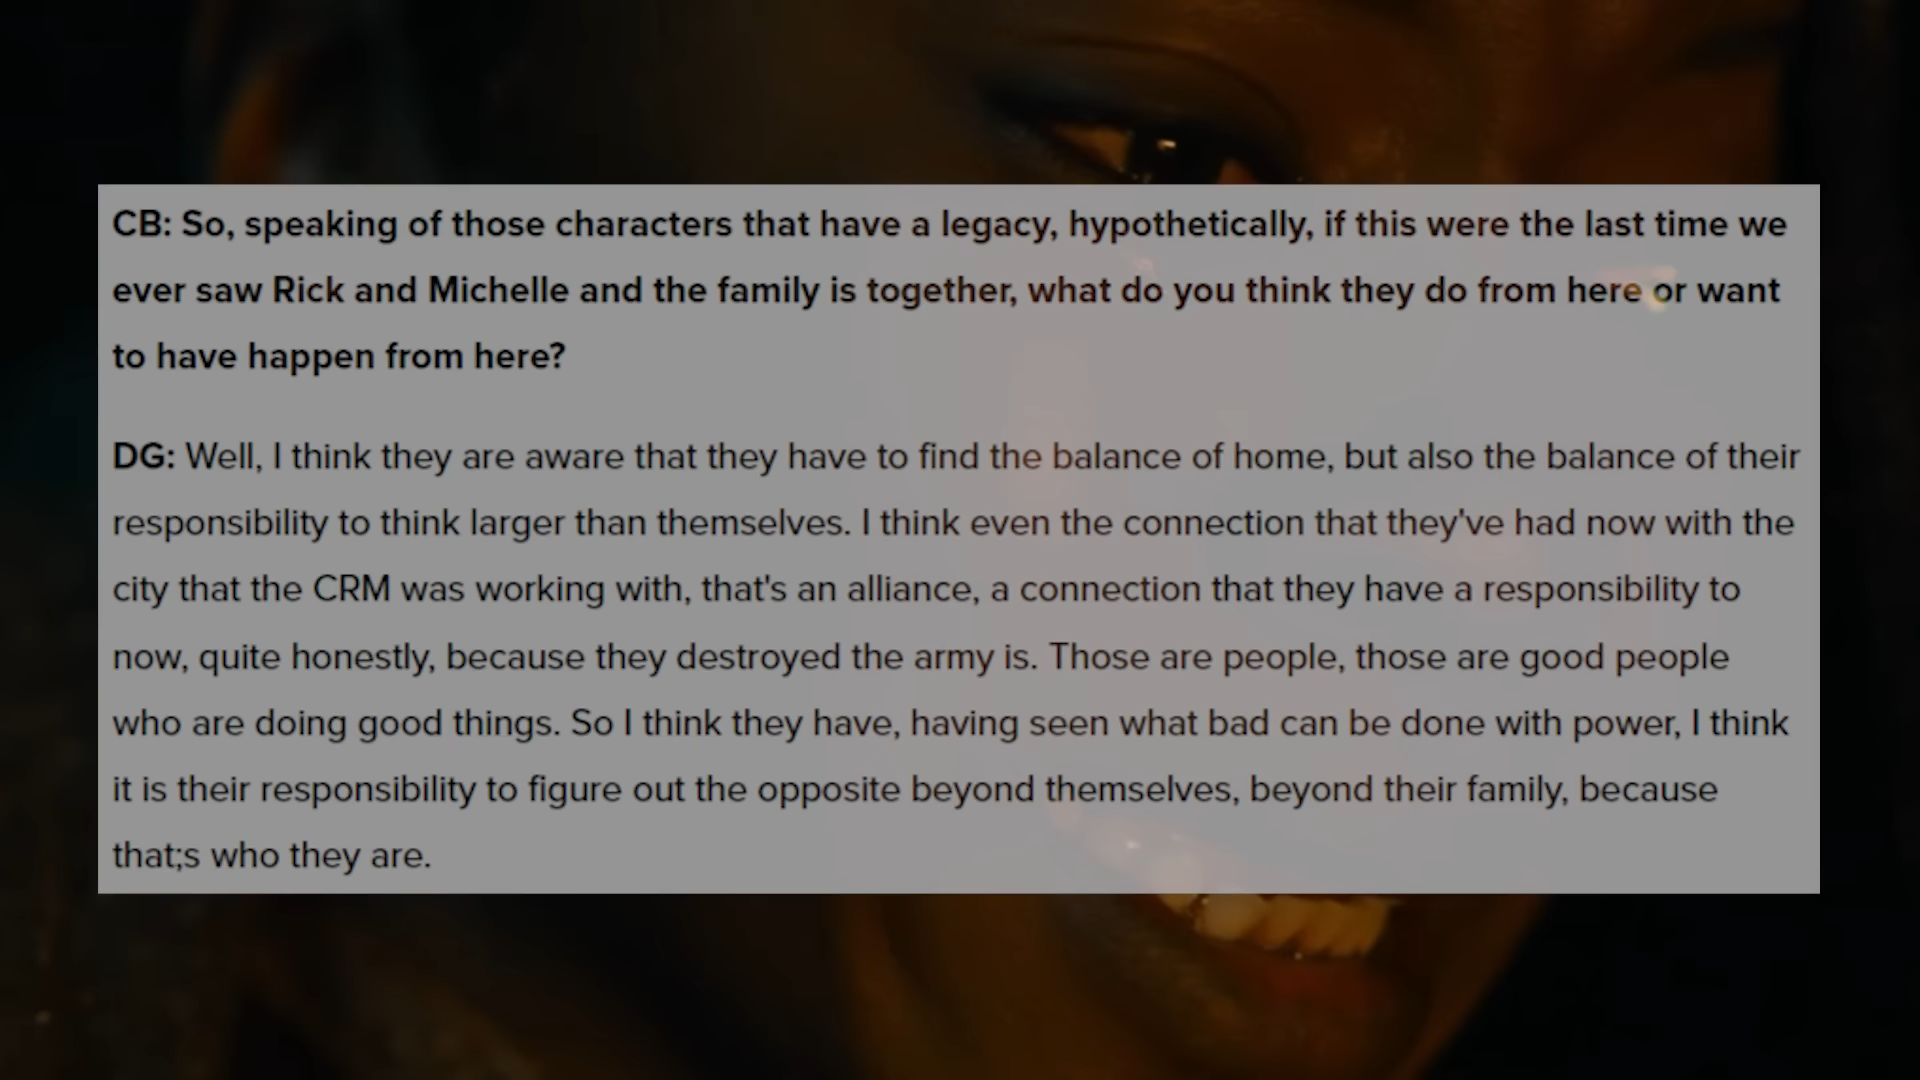 CB: So, speaking of those characters that have a legacy, hypothetically, if this were the last time we
ever saw Rick and Michelle and the family is together, what do you think they do from here or want
to have happen from here?
DG: Well, I think they are aware that they have to find the balance of home, but also the balance of their
responsibility to think larger than themselves. I think even the connection that they've had now with the
city that the CRM was working with, that's an alliance, a connection that they have a responsibility to
now, quite honestly, because they destroyed the army is. Those are people, those are good people
who are doing good things. So I think they have, having seen what bad can be done with power, I think
it is their responsibility to figure out the opposite beyond themselves, beyond their family, because
that;s who they are.